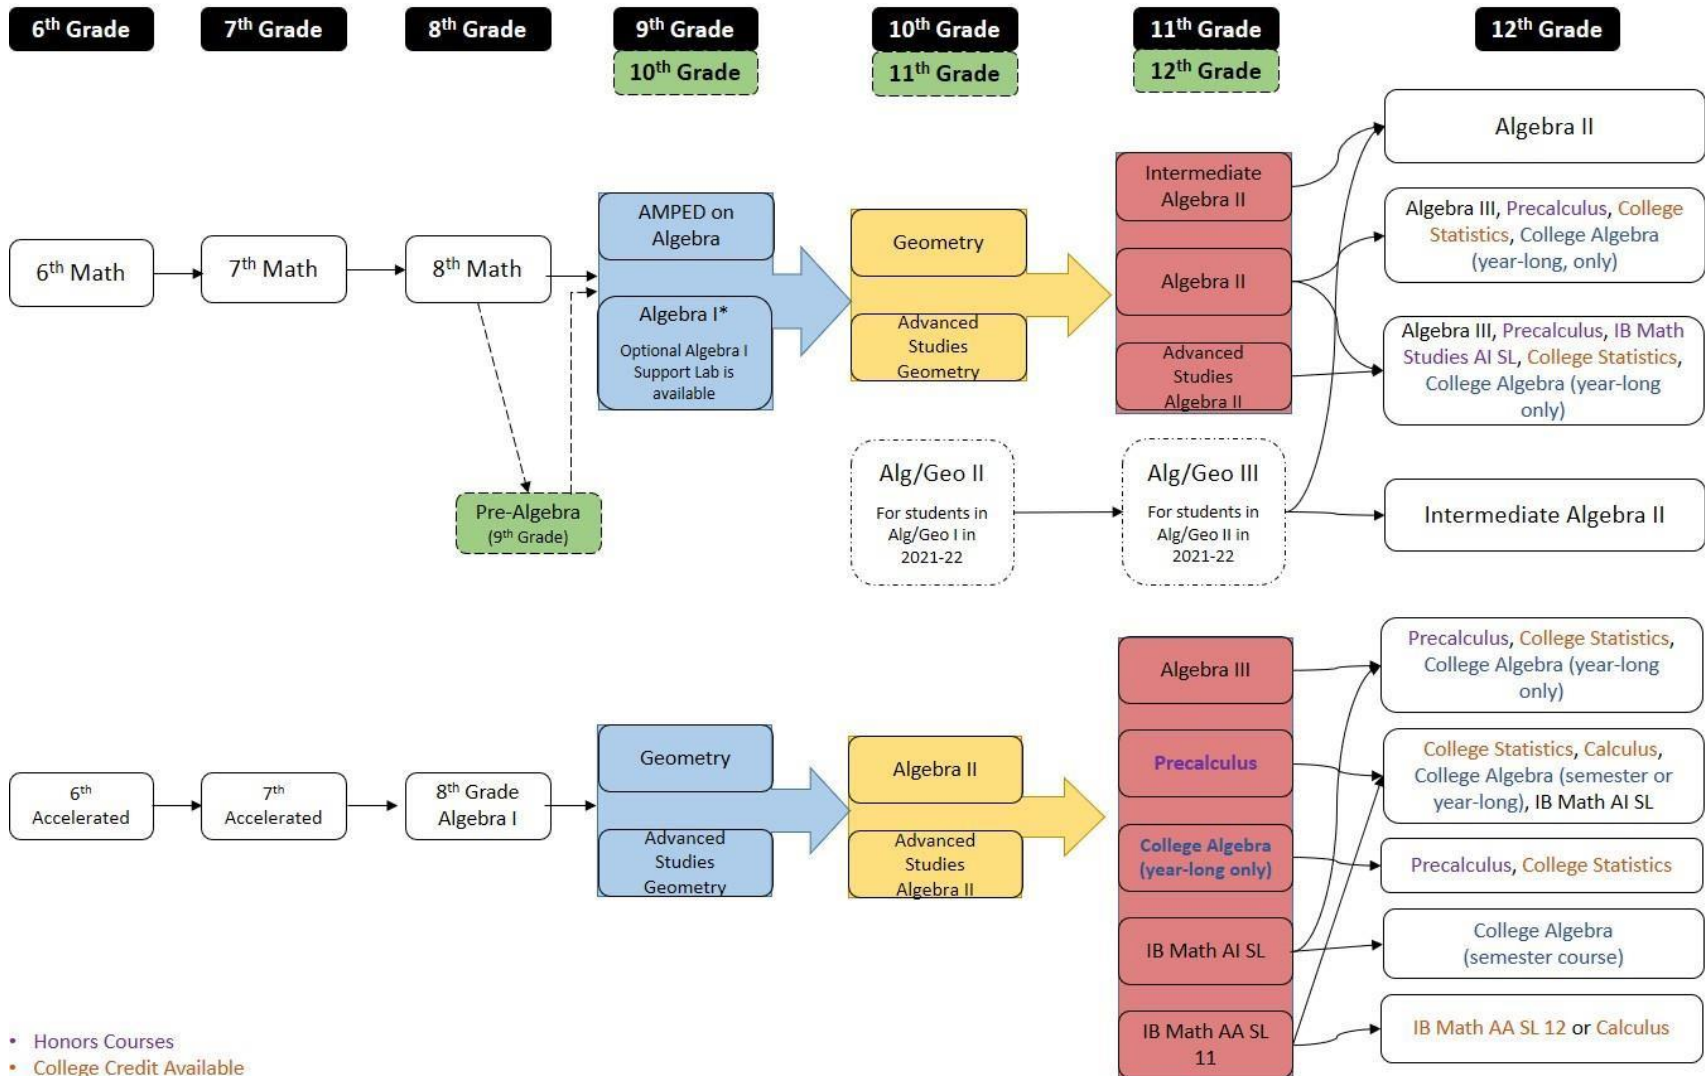 6th Grade
7th Grade
8th Grade
9th Grade
10th Grade
10th Grade
11th Grade
11th Grade
12th Grade
12th Grade
6th Math
7th Math
8th Math
Pre-Algebra
(9th Grade)
AMPED on
Algebra
Algebra I*
Optional Algebra I
Support Lab is
available
Geometry
Advanced
Studies
Geometry
Intermediate
Algebra II
Algebra II
Advanced
Studies
Algebra II
Algebra II
Algebra III, Precalculus, College
Statistics, College Algebra
(year-long, only)
Algebra III, Precalculus, IB Math
Studies AI SL, College Statistics,
College Algebra (year-long
only)
Alg/Geo II
For students in
Alg/Geo I in
2021-22
Alg/Geo III
For students in
Alg/Geo II in
2021-22
Intermediate Algebra II
6th
Accelerated
7th
Accelerated
8th Grade
Algebra I
Geometry
Advanced
Studies
Geometry
Algebra II
Advanced
Studies
Algebra II
Algebra III
Precalculus
College Algebra
(year-long only)
IB Math AI SL
IB Math AA SL
11
Precalculus, College Statistics,
College Algebra (year-long
only)
College Statistics, Calculus,
College Algebra (semester or
year-long), IB Math AI SL
Precalculus, College Statistics
College Algebra
(semester course)
IB Math AA SL 12 or Calculus
• Honors Courses
• College Credit Available